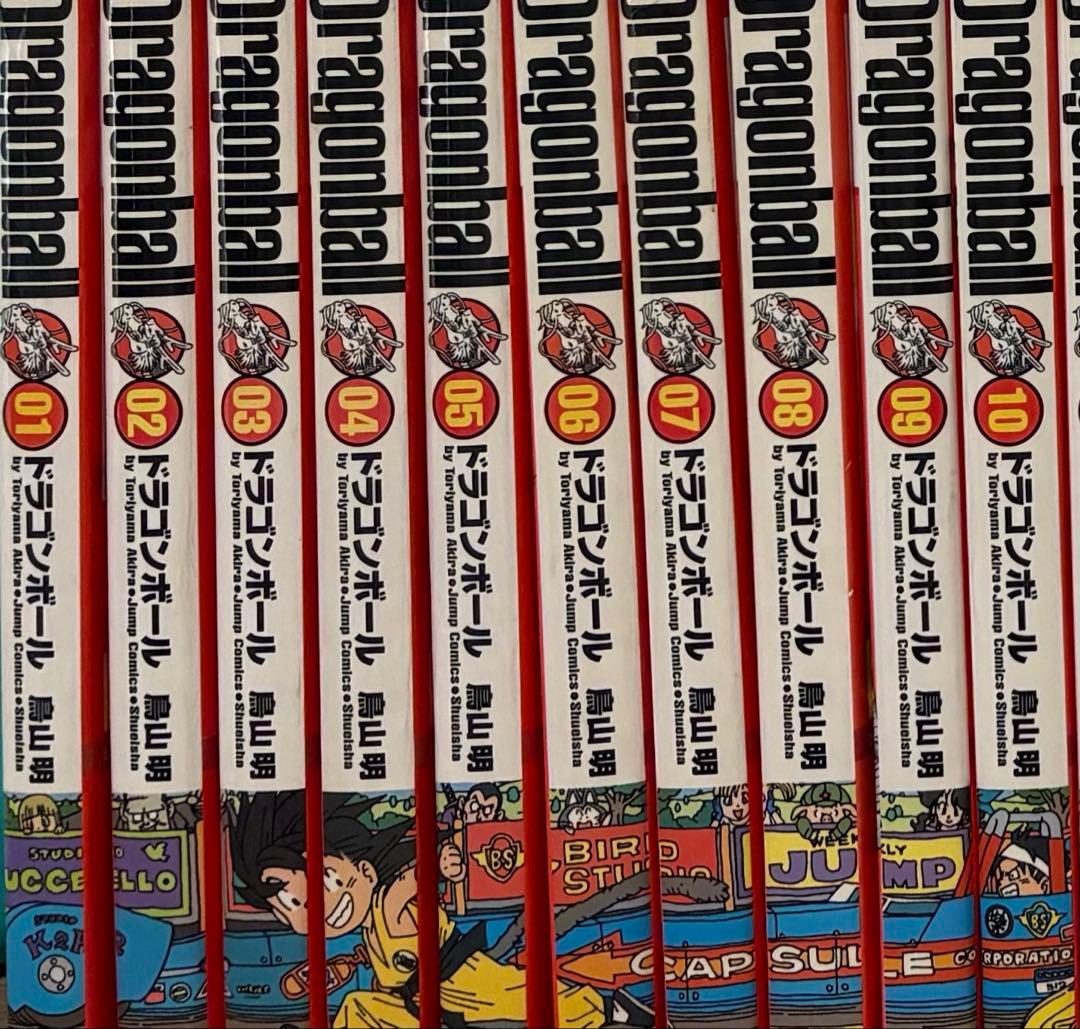 Dragonball
01
ドラゴンボール 鳥山 明
by Toriyama Akira●Jump Comics●Shueisha
Dragonball
02
ドラゴンボール 鳥山 明
by Toriyama Akira●Jump Comics●Shueisha
Dragonball
03
ドラゴンボール 鳥山 明
by Toriyama Akira●Jump Comics●Shueisha
Dragonball
04
ドラゴンボール 鳥山 明
by Toriyama Akira●Jump Comics●Shueisha
Dragonball
05
ドラゴンボール 鳥山 明
by Toriyama Akira●Jump Comics●Shueisha
Dragonball
06
ドラゴンボール 鳥山 明
by Toriyama Akira●Jump Comics●Shueisha
Dragonball
07
ドラゴンボール 鳥山 明
by Toriyama Akira●Jump Comics●Shueisha
Dragonball
08
ドラゴンボール 鳥山 明
by Toriyama Akira●Jump Comics●Shueisha
Dragonball
09
ドラゴンボール 鳥山 明
by Toriyama Akira●Jump Comics●Shueisha
Dragonball
10
ドラゴンボール 鳥山 明
by Toriyama Akira●Jump Comics●Shueisha
BS
BIRD
STUDIO
WEEKLY
JUMP
CAPSULE CORPORATIO
BS